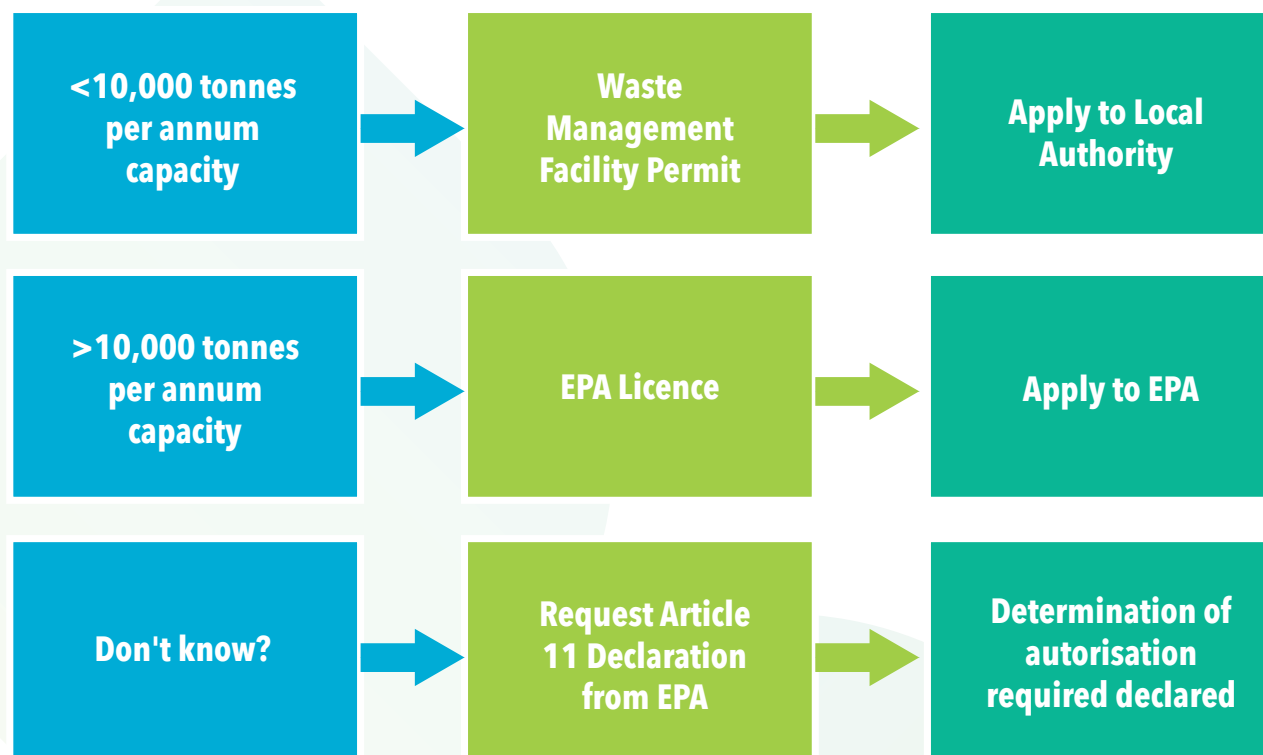 <10,000 tonnes
per annum
capacity
Waste
Management
Facility Permit
Apply to Local
Authority
>10,000 tonnes
per annum
capacity
EPA Licence
Apply to EPA
Don't know?
Request Article
11 Declaration
from EPA
Determination of
autorisation
required declared